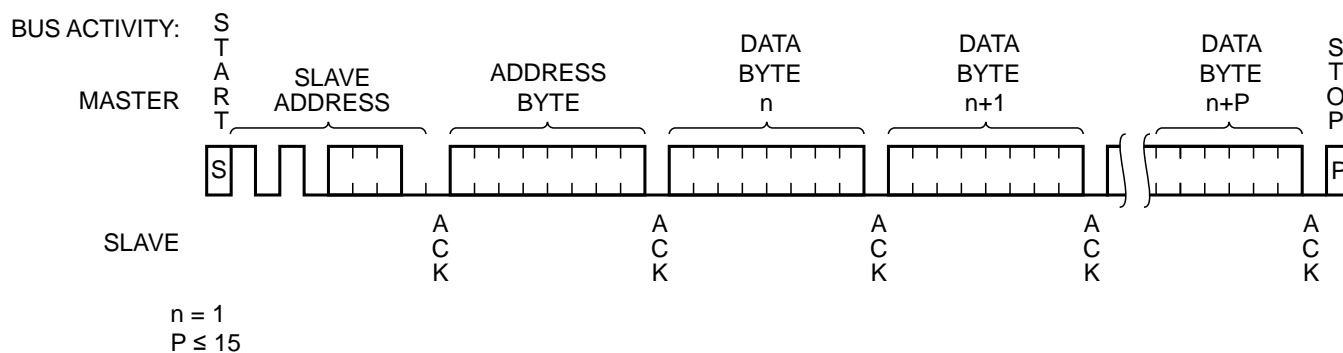 BUS ACTIVITY:
MASTER
START
SLAVE
ADDRESS
ADDRESS
BYTE
DATA
BYTE
n
DATA
BYTE
n+1
DATA
BYTE
n+P
STOP
S
P
SLAVE
ACK
ACK
ACK
ACK
ACK
n = 1
P ≤ 15